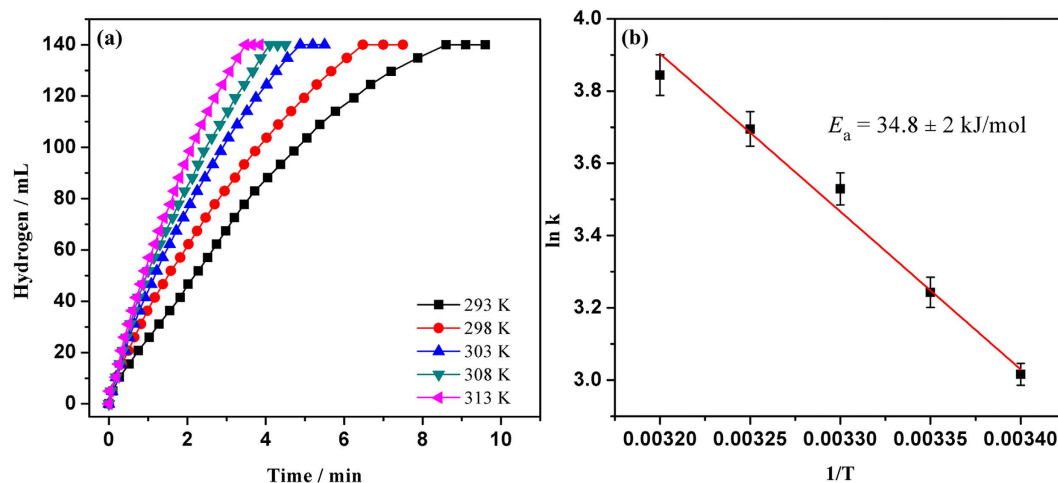 (a)
140
120
100
80
60
40
20
0
Hydrogen / mL
293 K
298 K
303 K
308 K
313 K
0 2 4 6 8 10
Time / min
(b)
4.0
3.8
3.6
3.4
3.2
3.0
ln k
E_a = 34.8 ± 2 kJ/mol
0.00320 0.00325 0.00330 0.00335 0.00340
1/T